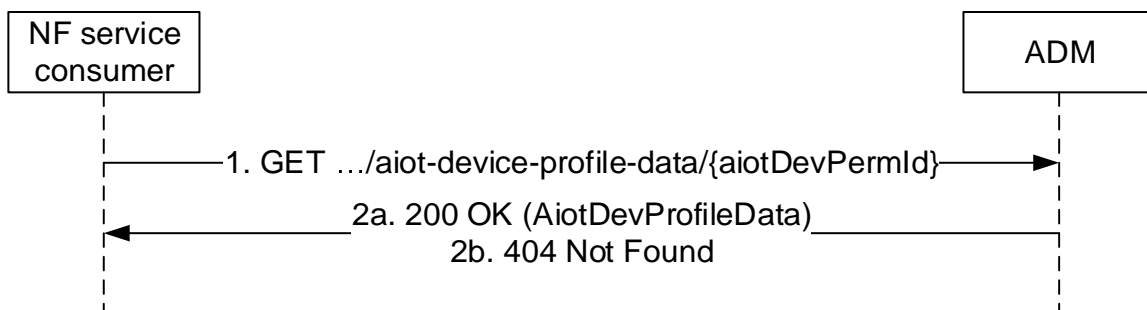 NF service
consumer
ADM
1. GET …/aiot-device-profile-data/{aiotDevPermId}
2a. 200 OK (AiotDevProfileData)
2b. 404 Not Found